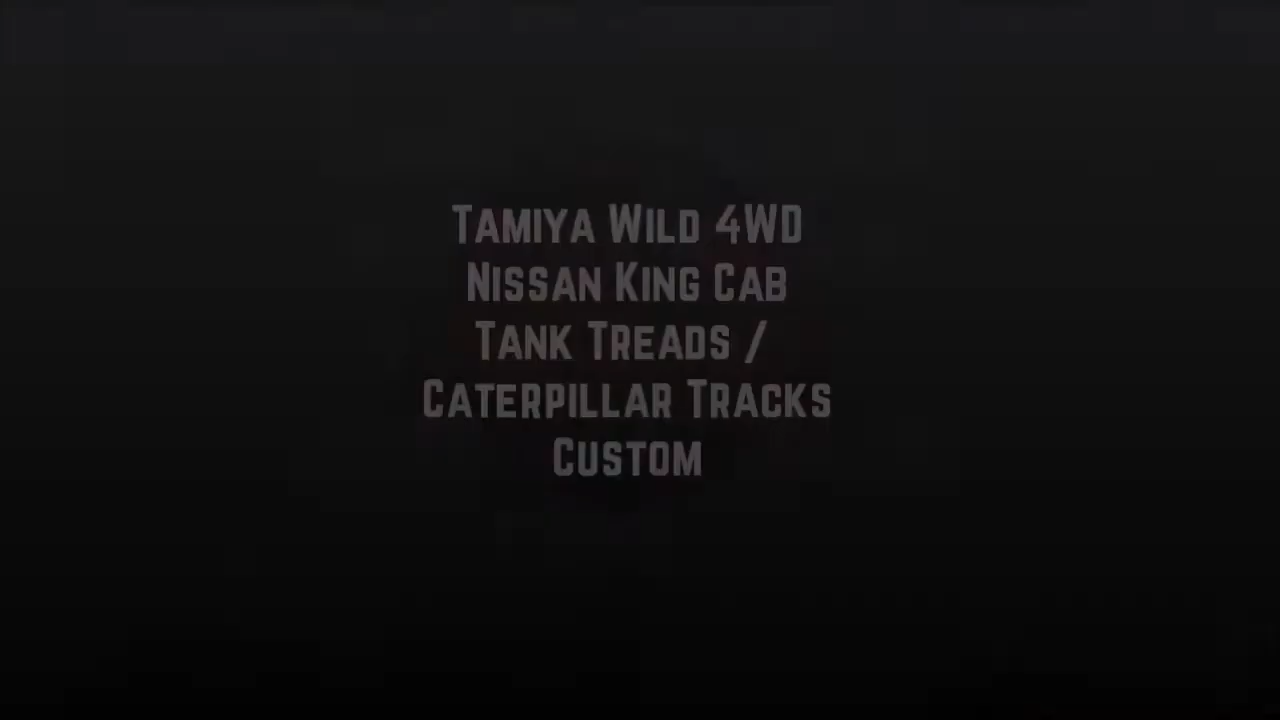 Tamiya Wild 4WD
Nissan King Cab
Tank Treads /
Caterpillar Tracks
Custom